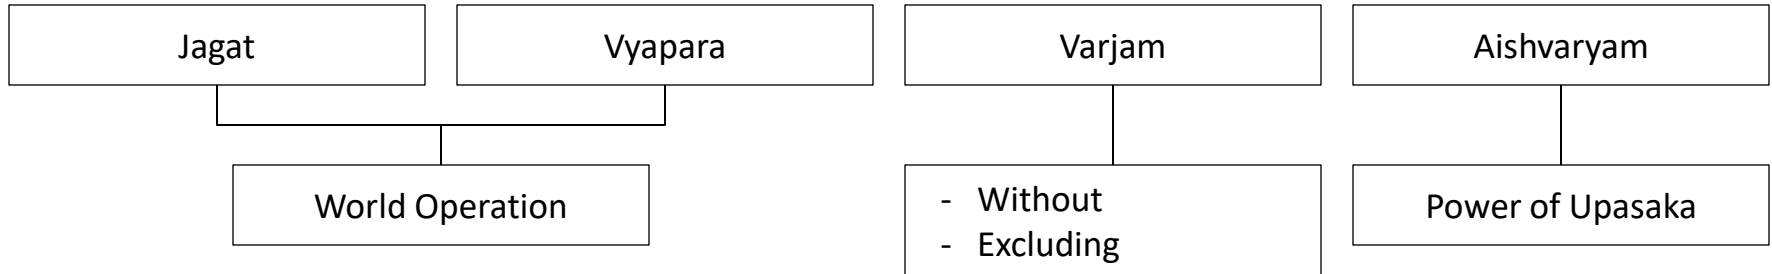 Jagat
Vyapara
Varjam
Aishvaryam
World Operation
- Without
- Excluding
Power of Upasaka